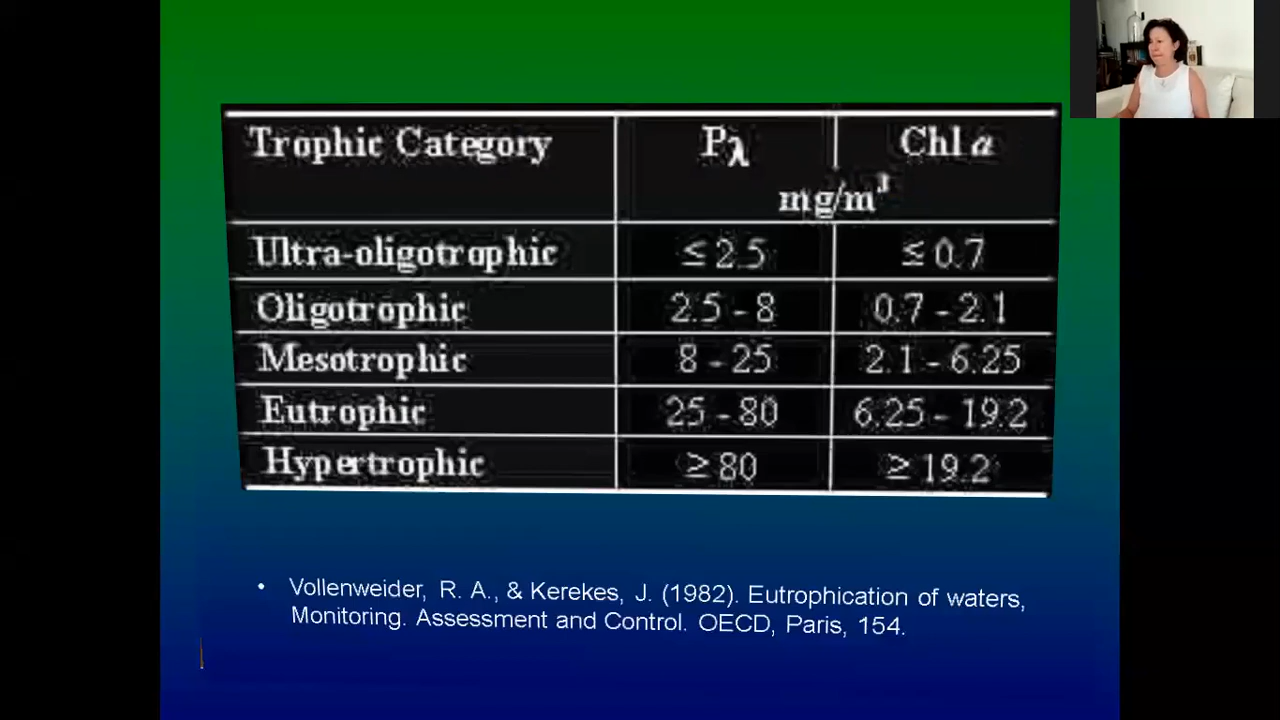 Trophic Category Pλ Chl a
mg/m³
Ultra-oligotrophic ≤ 2.5 ≤ 0.7
Oligotrophic 2.5 - 8 0.7 - 2.1
Mesotrophic 8 - 25 2.1 - 6.25
Eutrophic 25 - 80 6.25 - 19.2
Hypertrophic ≥ 80 ≥ 19.2
• Vollenweider, R. A., & Kerekes, J. (1982). Eutrophication of waters,
Monitoring. Assessment and Control. OECD, Paris, 154.